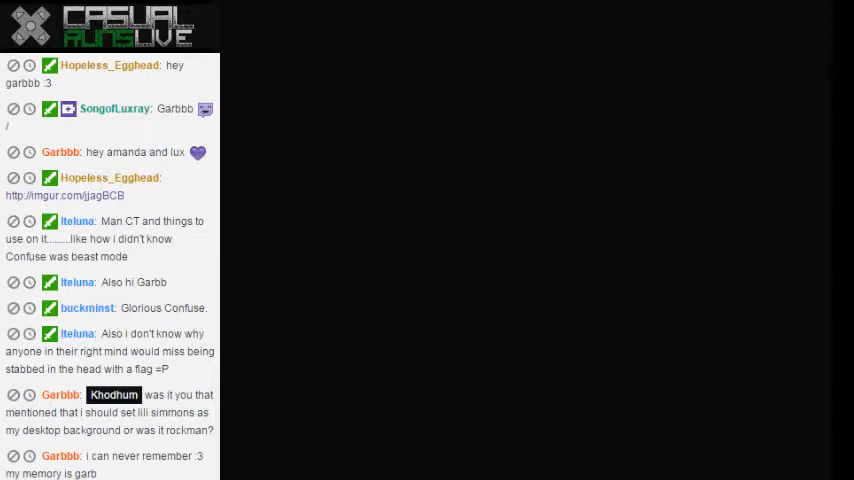 CASUAL
RUNSLIVE
Hopeless_Egghead: hey
garbbb :3
SongofLuxray: Garbbb
/
Garbbb: hey amanda and lux
Hopeless_Egghead:
http://imgur.com/jjagBCB
Iteluna: Man CT and things to
use on it.........like how i didn't know
Confuse was beast mode
Iteluna: Also hi Garbb
buckminst: Glorious Confuse.
Iteluna: Also i don't know why
anyone in their right mind would miss being
stabbed in the head with a flag =P
Garbbb: Khodhum was it you that
mentioned that i should set lili simmons as
my desktop background or was it rockman?
Garbbb: i can never remember :3
my memory is garb